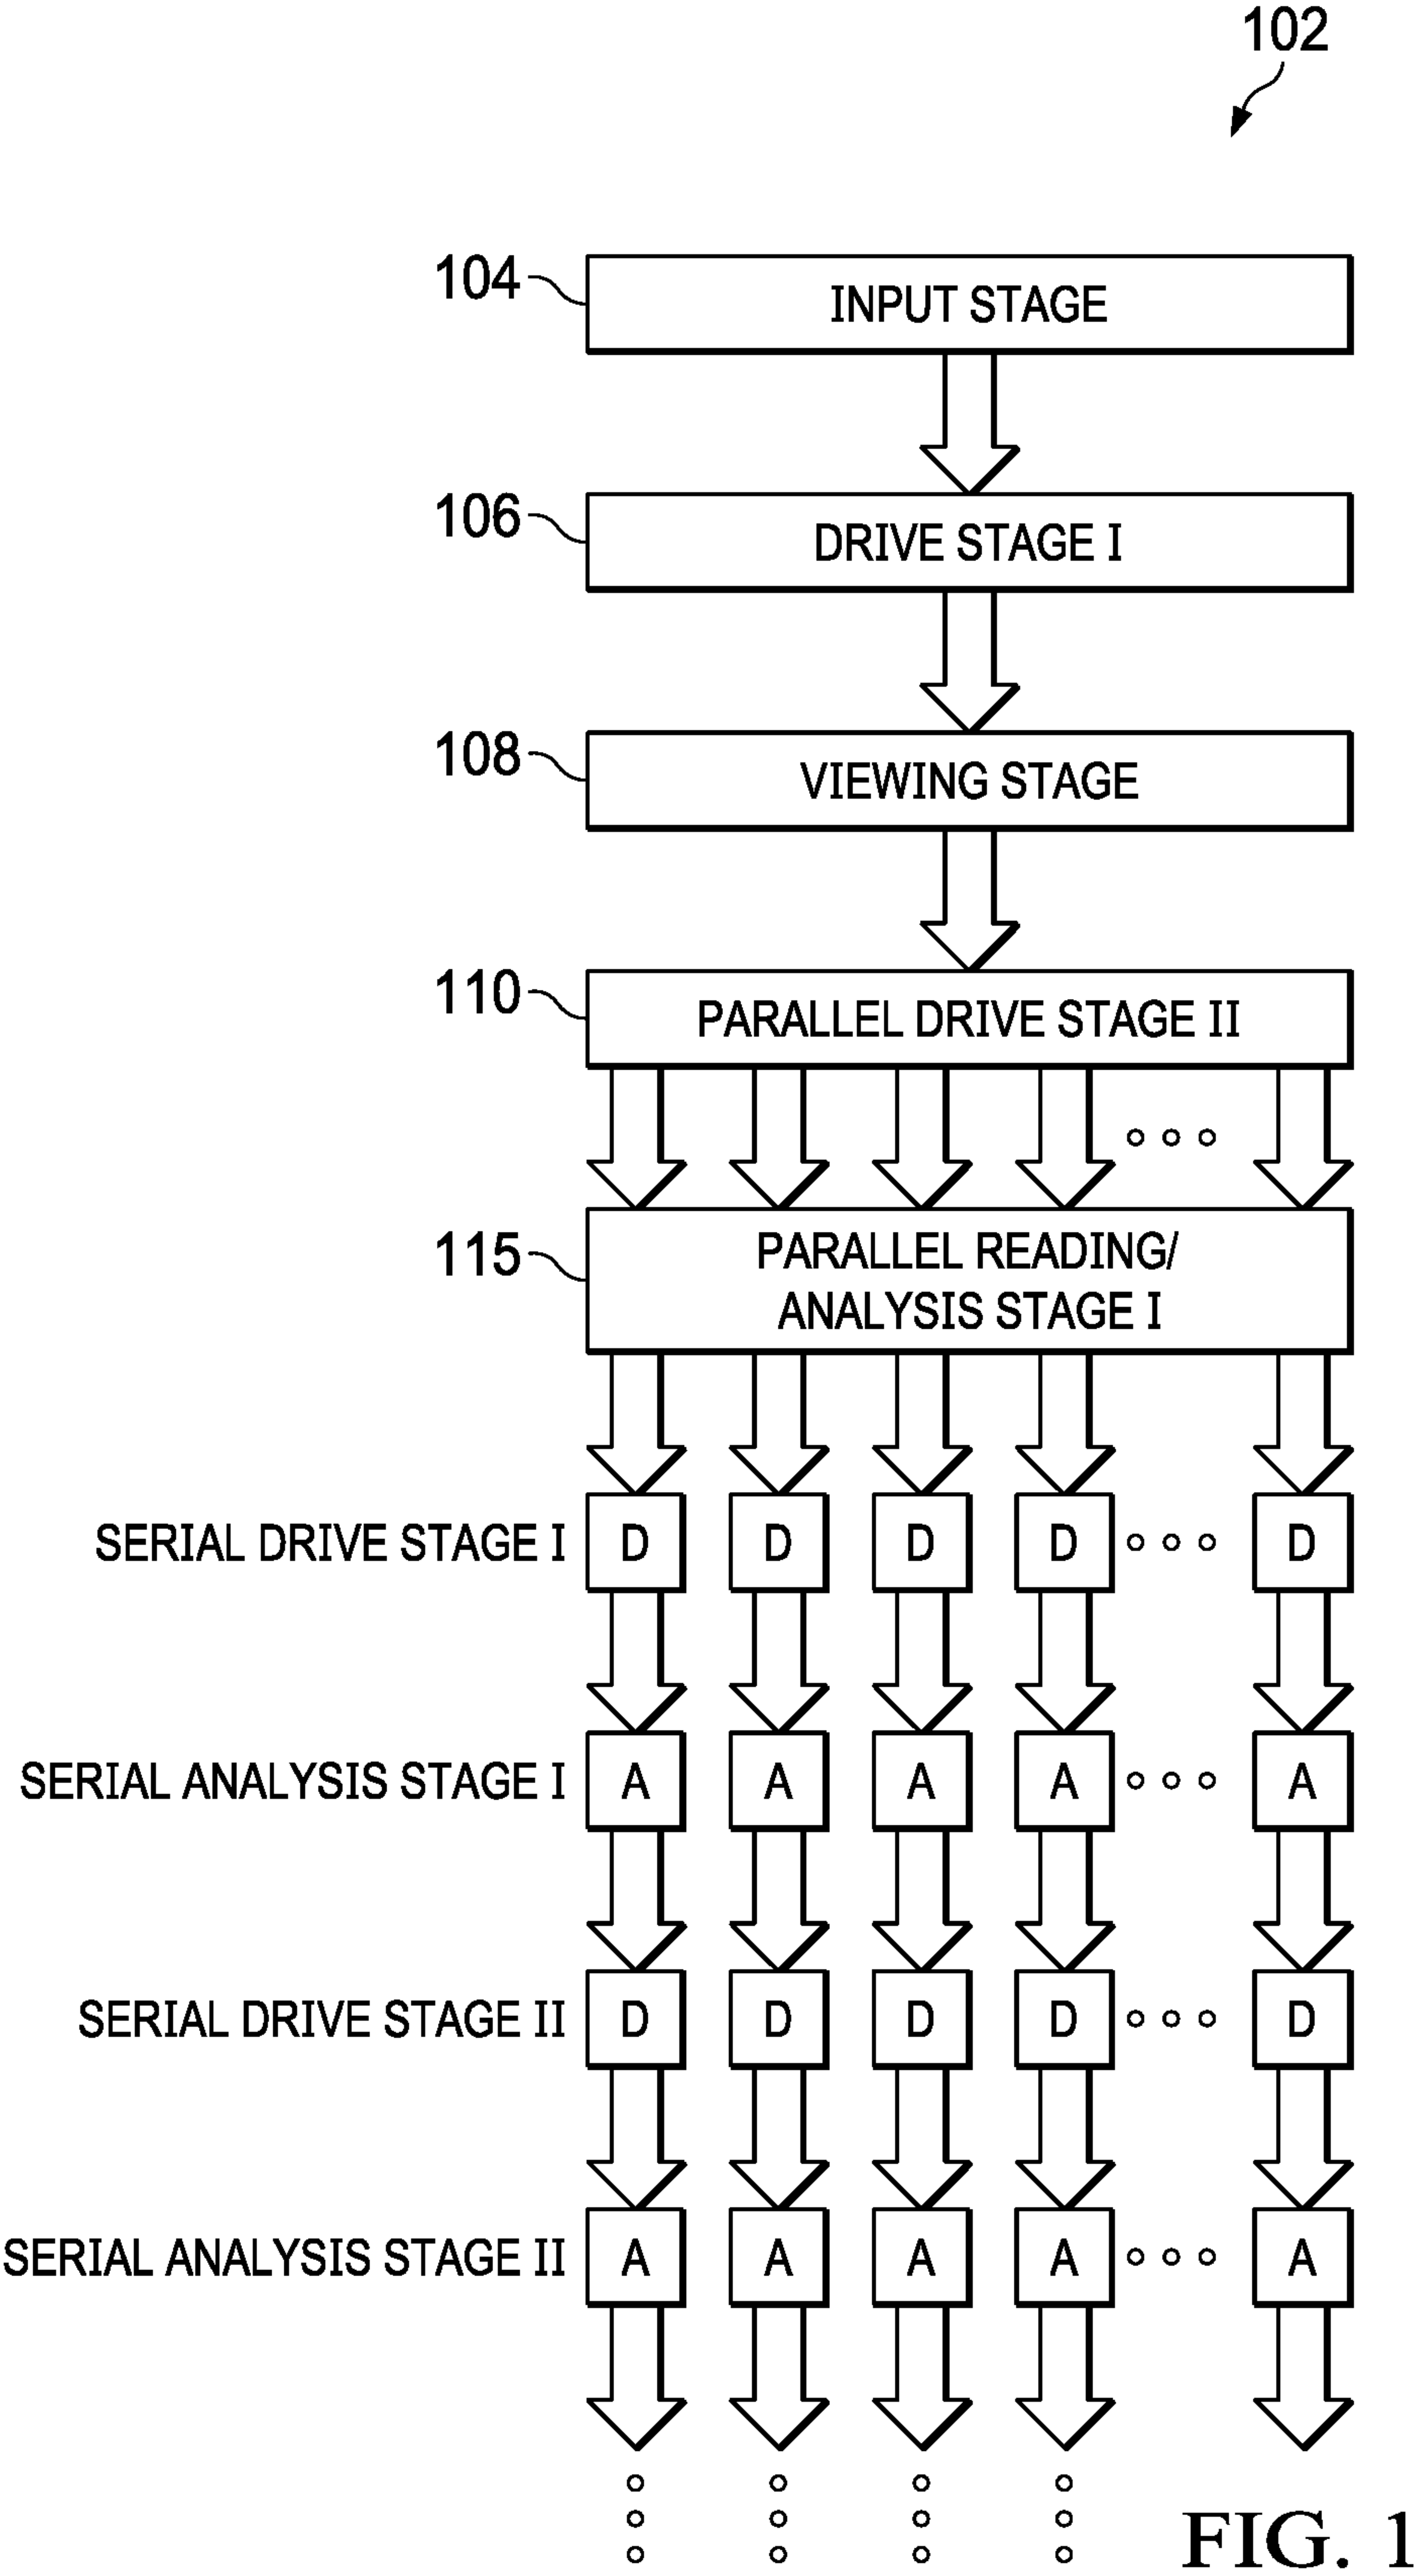 102
104
INPUT STAGE
106
DRIVE STAGE I
108
VIEWING STAGE
110
PARALLEL DRIVE STAGE II
115
PARALLEL READING/
ANALYSIS STAGE I
SERIAL DRIVE STAGE I D D D D D
SERIAL ANALYSIS STAGE I A A A A A
SERIAL DRIVE STAGE II D D D D D
SERIAL ANALYSIS STAGE II A A A A A
FIG. 1